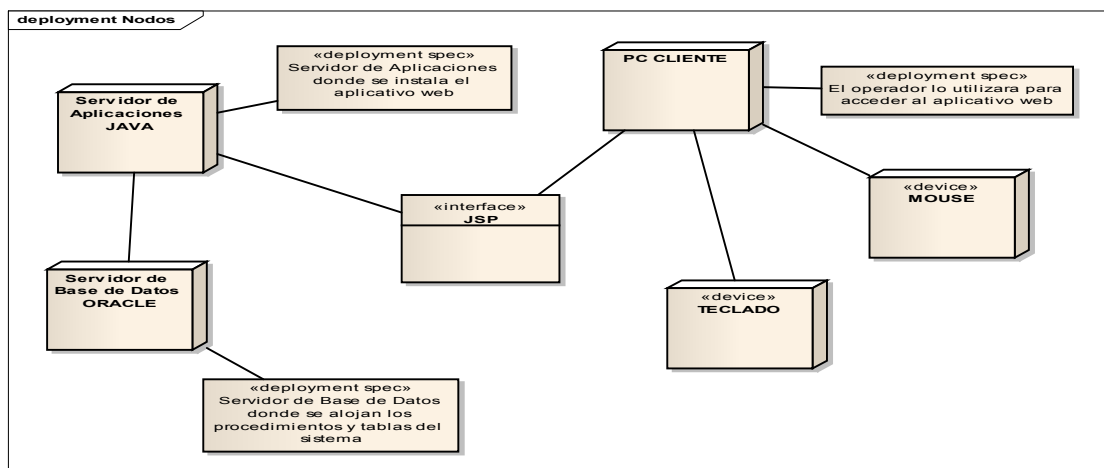 deployment Nodos
«deployment spec»
Servidor de Aplicaciones
donde se instala el
aplicativo web
PC CLIENTE
«deployment spec»
El operador lo utilizara para
acceder al aplicativo web
Servidor de
Aplicaciones
JAVA
«interface»
JSP
«device»
MOUSE
Servidor de
Base de Datos
ORACLE
«device»
TECLADO
«deployment spec»
Servidor de Base de Datos
donde se alojan los
procedimientos y tablas del
sistema